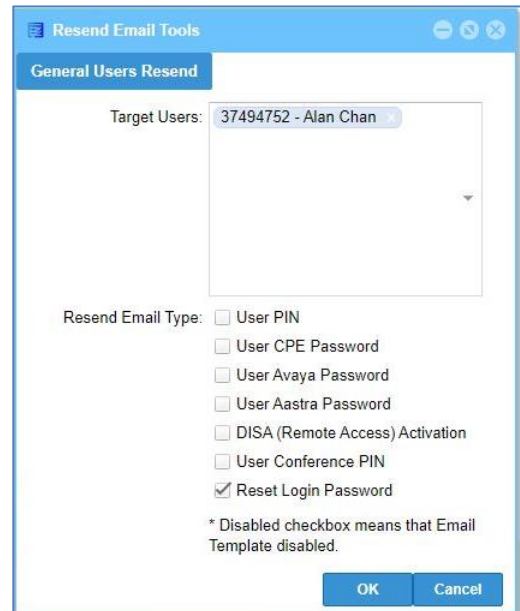 Resend Email Tools
General Users Resend
Target Users: 37494752 - Alan Chan
Resend Email Type: User PIN
User CPE Password
User Avaya Password
User Aastra Password
DISA (Remote Access) Activation
User Conference PIN
Reset Login Password
* Disabled checkbox means that Email
Template disabled.
OK Cancel